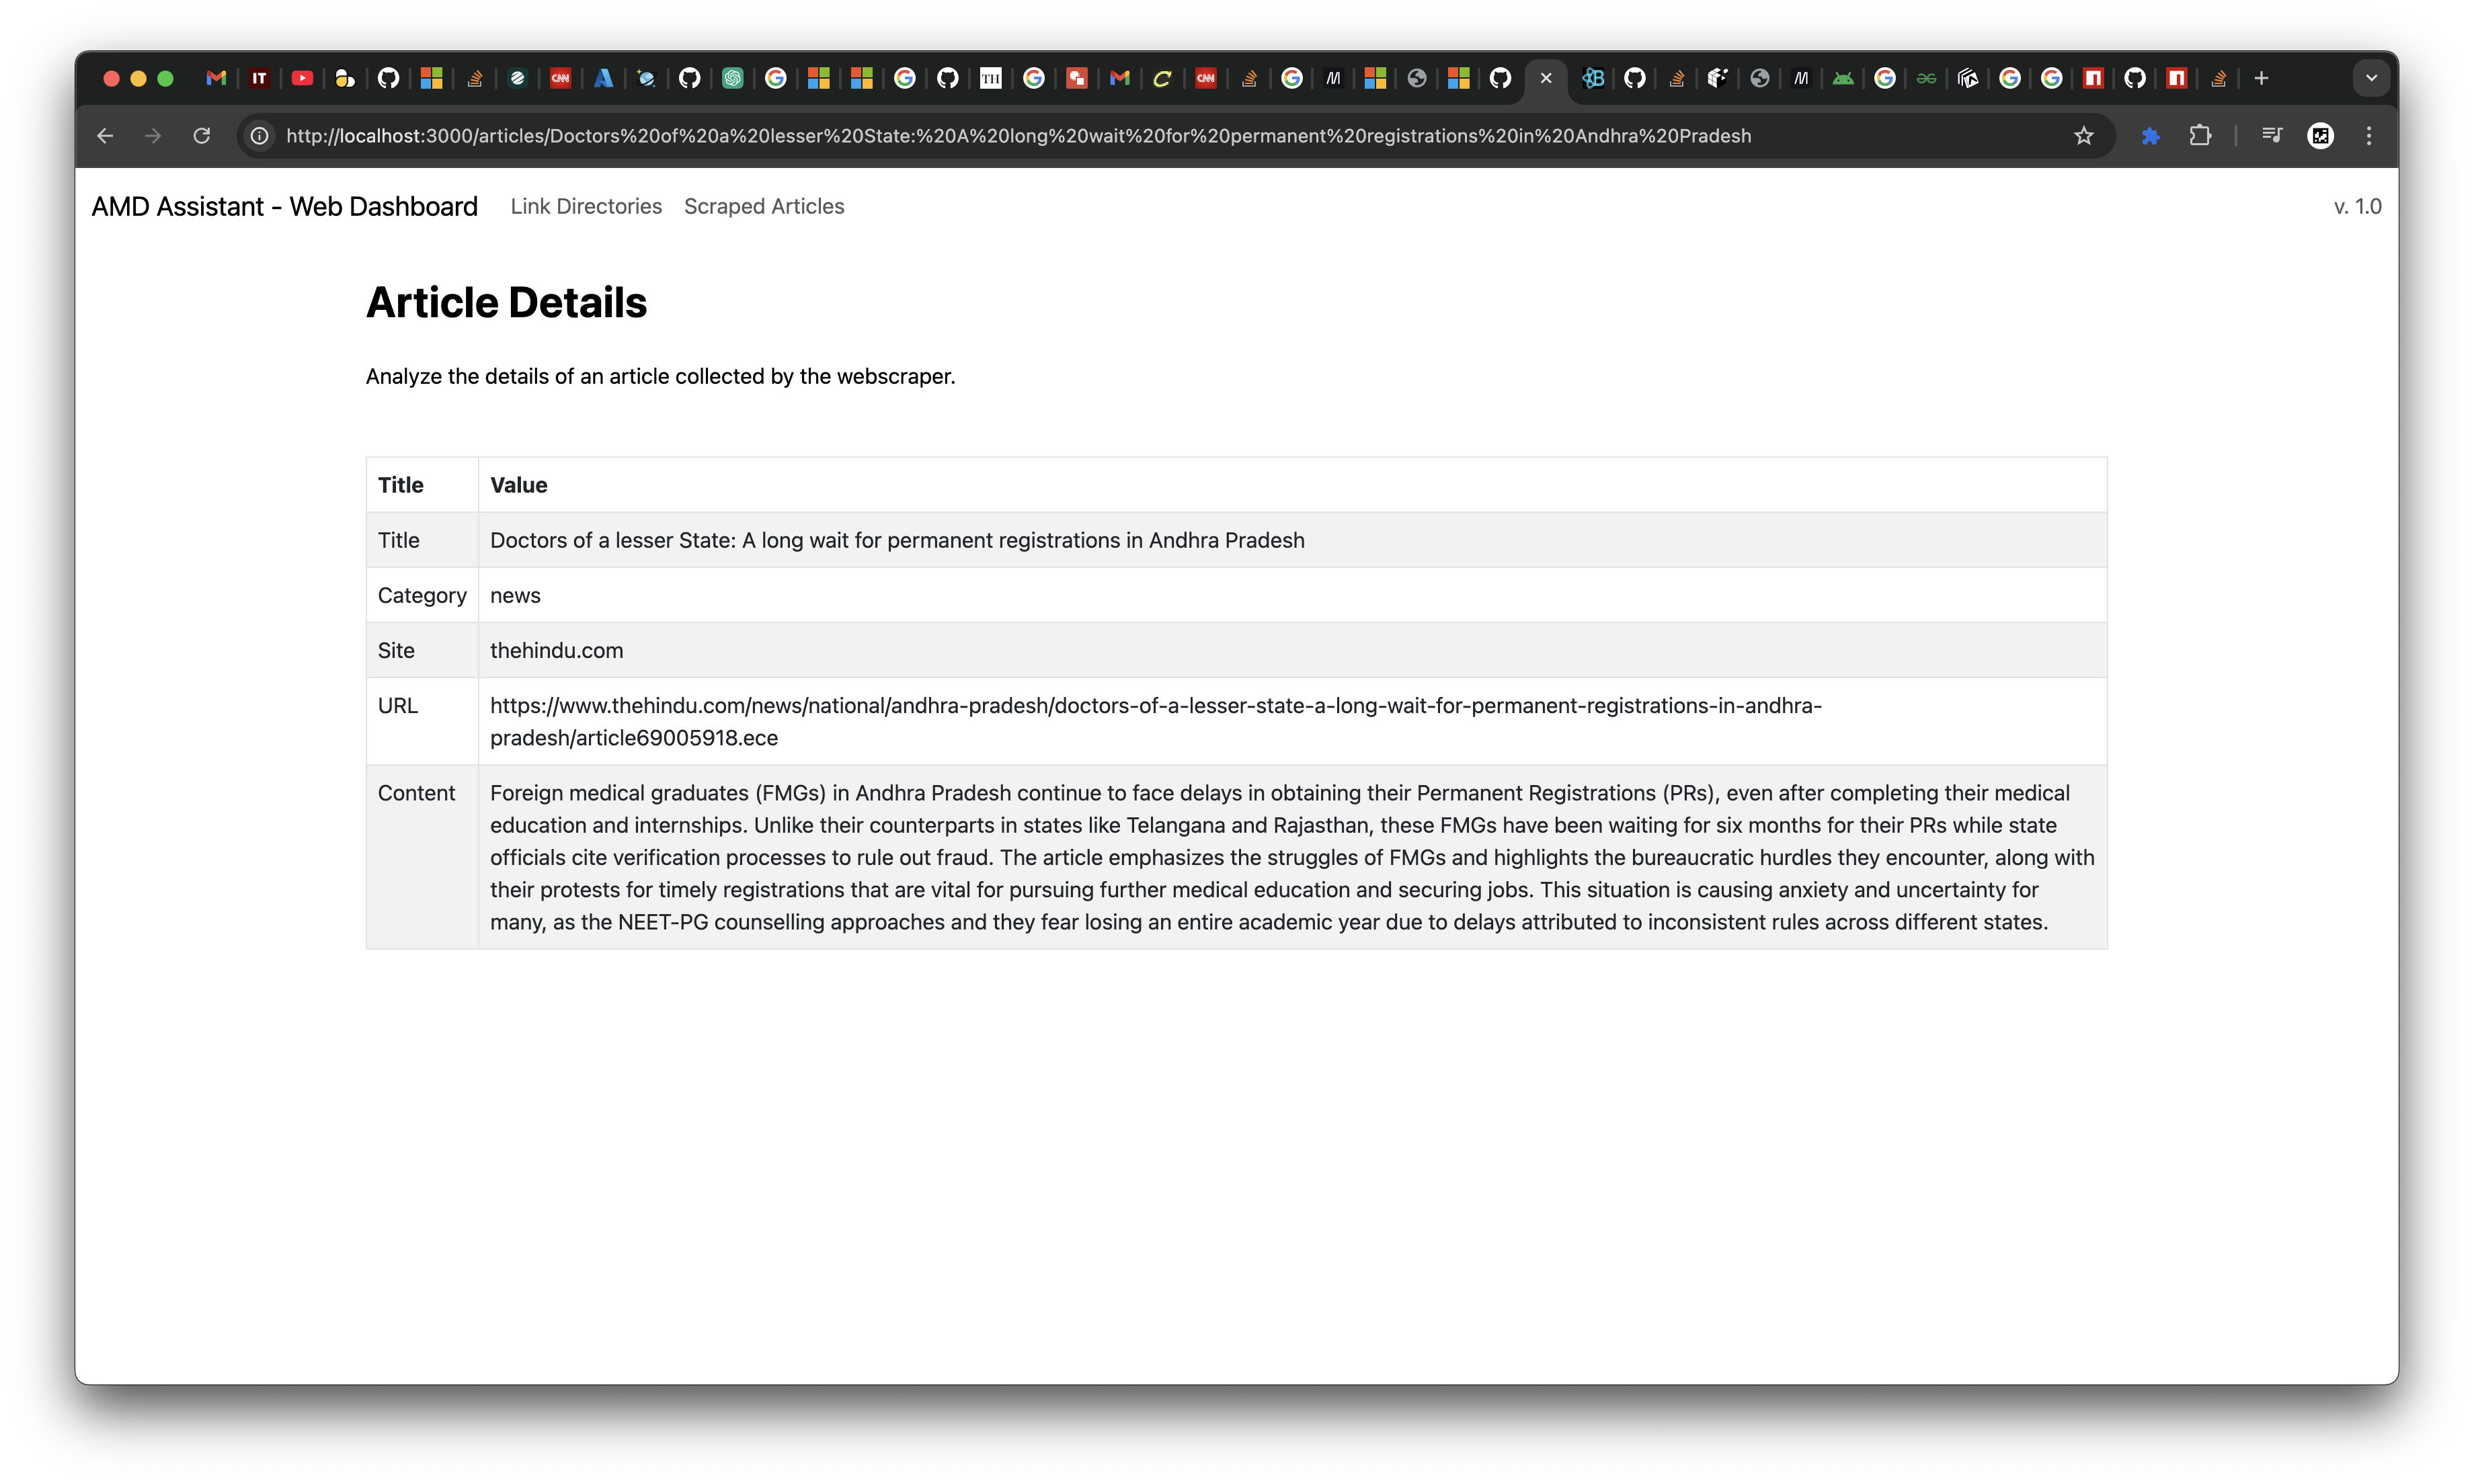 IT
CNN
TH
CNN
http://localhost:3000/articles/Doctors%20of%20a%20lesser%20State:%20A%20long%20wait%20for%20permanent%20registrations%20in%20Andhra%20Pradesh
AMD Assistant - Web Dashboard Link Directories Scraped Articles v. 1.0
Article Details
Analyze the details of an article collected by the webscraper.
Title Value
Title Doctors of a lesser State: A long wait for permanent registrations in Andhra Pradesh
Category news
Site thehindu.com
URL https://www.thehindu.com/news/national/andhra-pradesh/doctors-of-a-lesser-state-a-long-wait-for-permanent-registrations-in-andhra-
pradesh/article69005918.ece
Content Foreign medical graduates (FMGs) in Andhra Pradesh continue to face delays in obtaining their Permanent Registrations (PRs), even after completing their medical
education and internships. Unlike their counterparts in states like Telangana and Rajasthan, these FMGs have been waiting for six months for their PRs while state
officials cite verification processes to rule out fraud. The article emphasizes the struggles of FMGs and highlights the bureaucratic hurdles they encounter, along with
their protests for timely registrations that are vital for pursuing further medical education and securing jobs. This situation is causing anxiety and uncertainty for
many, as the NEET-PG counselling approaches and they fear losing an entire academic year due to delays attributed to inconsistent rules across different states.